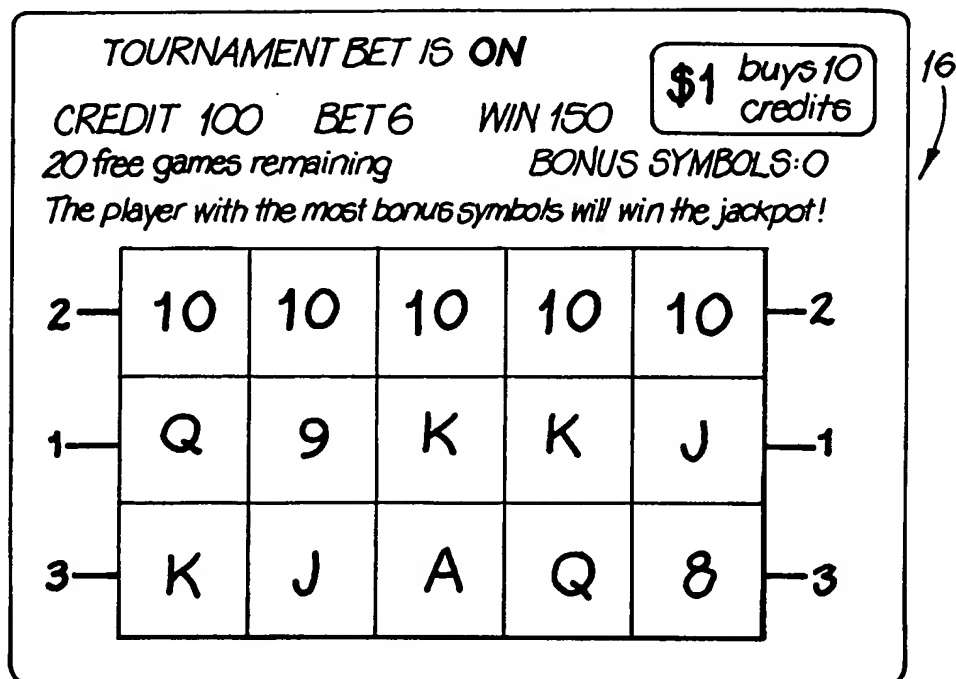 TOURNAMENT BET IS ON
$1 buys 10
credits
16
CREDIT 100 BET 6 WIN 150
20 free games remaining BONUS SYMBOLS:0
The player with the most bonus symbols will win the jackpot!
2 10 10 10 10 10 2
1 Q 9 K K J 1
3 K J A Q 8 3